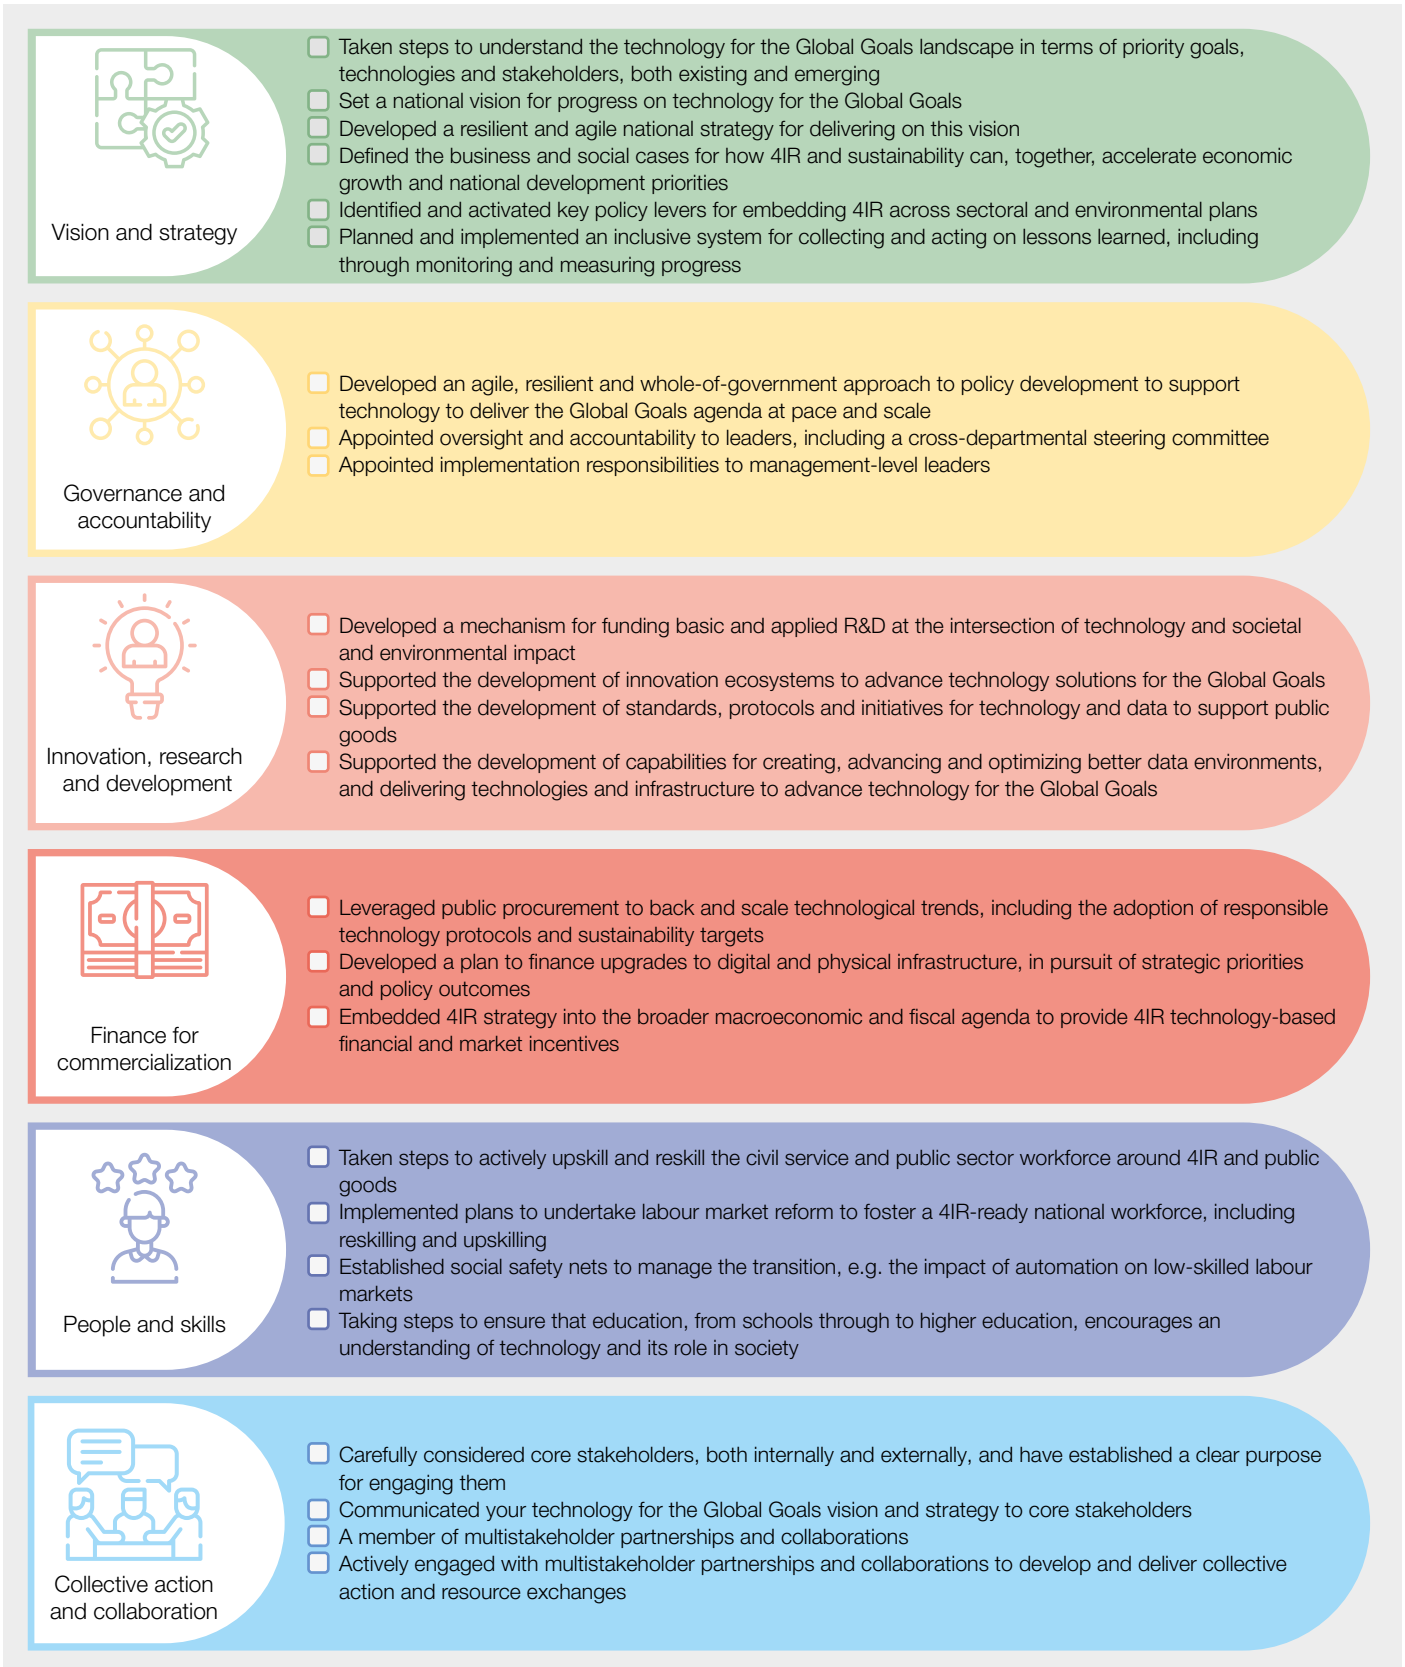 Vision and strategy
Taken steps to understand the technology for the Global Goals landscape in terms of priority goals,
technologies and stakeholders, both existing and emerging
Set a national vision for progress on technology for the Global Goals
Developed a resilient and agile national strategy for delivering on this vision
Defined the business and social cases for how 4IR and sustainability can, together, accelerate economic
growth and national development priorities
Identified and activated key policy levers for embedding 4IR across sectoral and environmental plans
Planned and implemented an inclusive system for collecting and acting on lessons learned, including
through monitoring and measuring progress
Governance and
accountability
Developed an agile, resilient and whole-of-government approach to policy development to support
technology to deliver the Global Goals agenda at pace and scale
Appointed oversight and accountability to leaders, including a cross-departmental steering committee
Appointed implementation responsibilities to management-level leaders
Innovation, research
and development
Developed a mechanism for funding basic and applied R&D at the intersection of technology and societal
and environmental impact
Supported the development of innovation ecosystems to advance technology solutions for the Global Goals
Supported the development of standards, protocols and initiatives for technology and data to support public
goods
Supported the development of capabilities for creating, advancing and optimizing better data environments,
and delivering technologies and infrastructure to advance technology for the Global Goals
Finance for
commercialization
Leveraged public procurement to back and scale technological trends, including the adoption of responsible
technology protocols and sustainability targets
Developed a plan to finance upgrades to digital and physical infrastructure, in pursuit of strategic priorities
and policy outcomes
Embedded 4IR strategy into the broader macroeconomic and fiscal agenda to provide 4IR technology-based
financial and market incentives
People and skills
Taken steps to actively upskill and reskill the civil service and public sector workforce around 4IR and public
goods
Implemented plans to undertake labour market reform to foster a 4IR-ready national workforce, including
reskilling and upskilling
Established social safety nets to manage the transition, e.g. the impact of automation on low-skilled labour
markets
Taking steps to ensure that education, from schools through to higher education, encourages an
understanding of technology and its role in society
Collective action
and collaboration
Carefully considered core stakeholders, both internally and externally, and have established a clear purpose
for engaging them
Communicated your technology for the Global Goals vision and strategy to core stakeholders
A member of multistakeholder partnerships and collaborations
Actively engaged with multistakeholder partnerships and collaborations to develop and deliver collective
action and resource exchanges